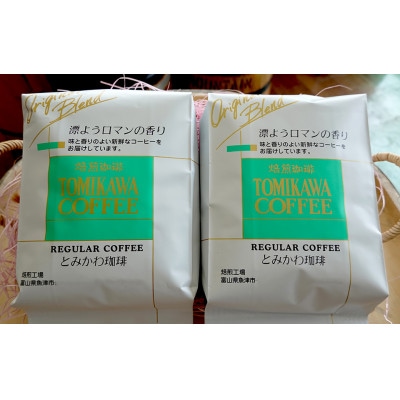 Original
Blend
漂ようロマンの香り
味と香りのよい新鮮なコーヒーを
お届けしています。
焙煎珈琲
TOMIKAWA
COFFEE
REGULAR COFFEE
とみかわ珈琲
焙煎工場
富山県魚津市
Original
Blend
漂ようロマンの香り
味と香りのよい新鮮なコーヒーを
お届けしています。
焙煎珈琲
TOMIKAWA
COFFEE
REGULAR COFFEE
とみかわ珈琲
焙煎工場
富山県魚津市